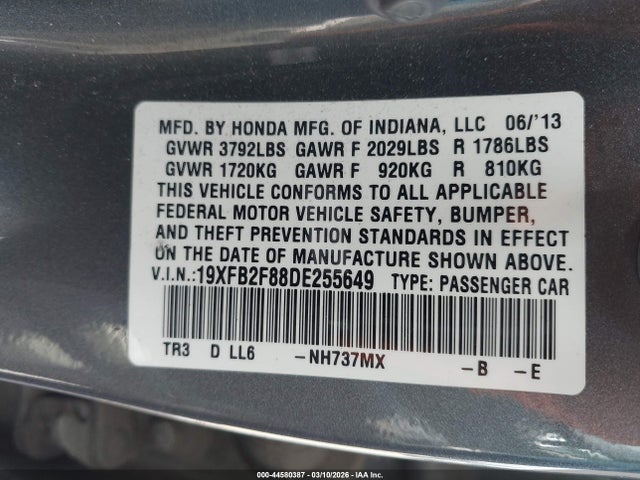 MFD. BY HONDA MFG. OF INDIANA, LLC 06/'13
GVWR 3792LBS GAWR F 2029LBS R 1786LBS
GVWR 1720KG GAWR F 920KG R 810KG
THIS VEHICLE CONFORMS TO ALL APPLICABLE
FEDERAL MOTOR VEHICLE SAFETY, BUMPER,
AND THEFT PREVENTION STANDARDS IN EFFECT
ON THE DATE OF MANUFACTURE SHOWN ABOVE.
V.I.N.:19XFB2F88DE255649 TYPE: PASSENGER CAR
TR3 D LL6 -NH737MX -B -E
000-44580387 - 03/10/2026 - IAA Inc.